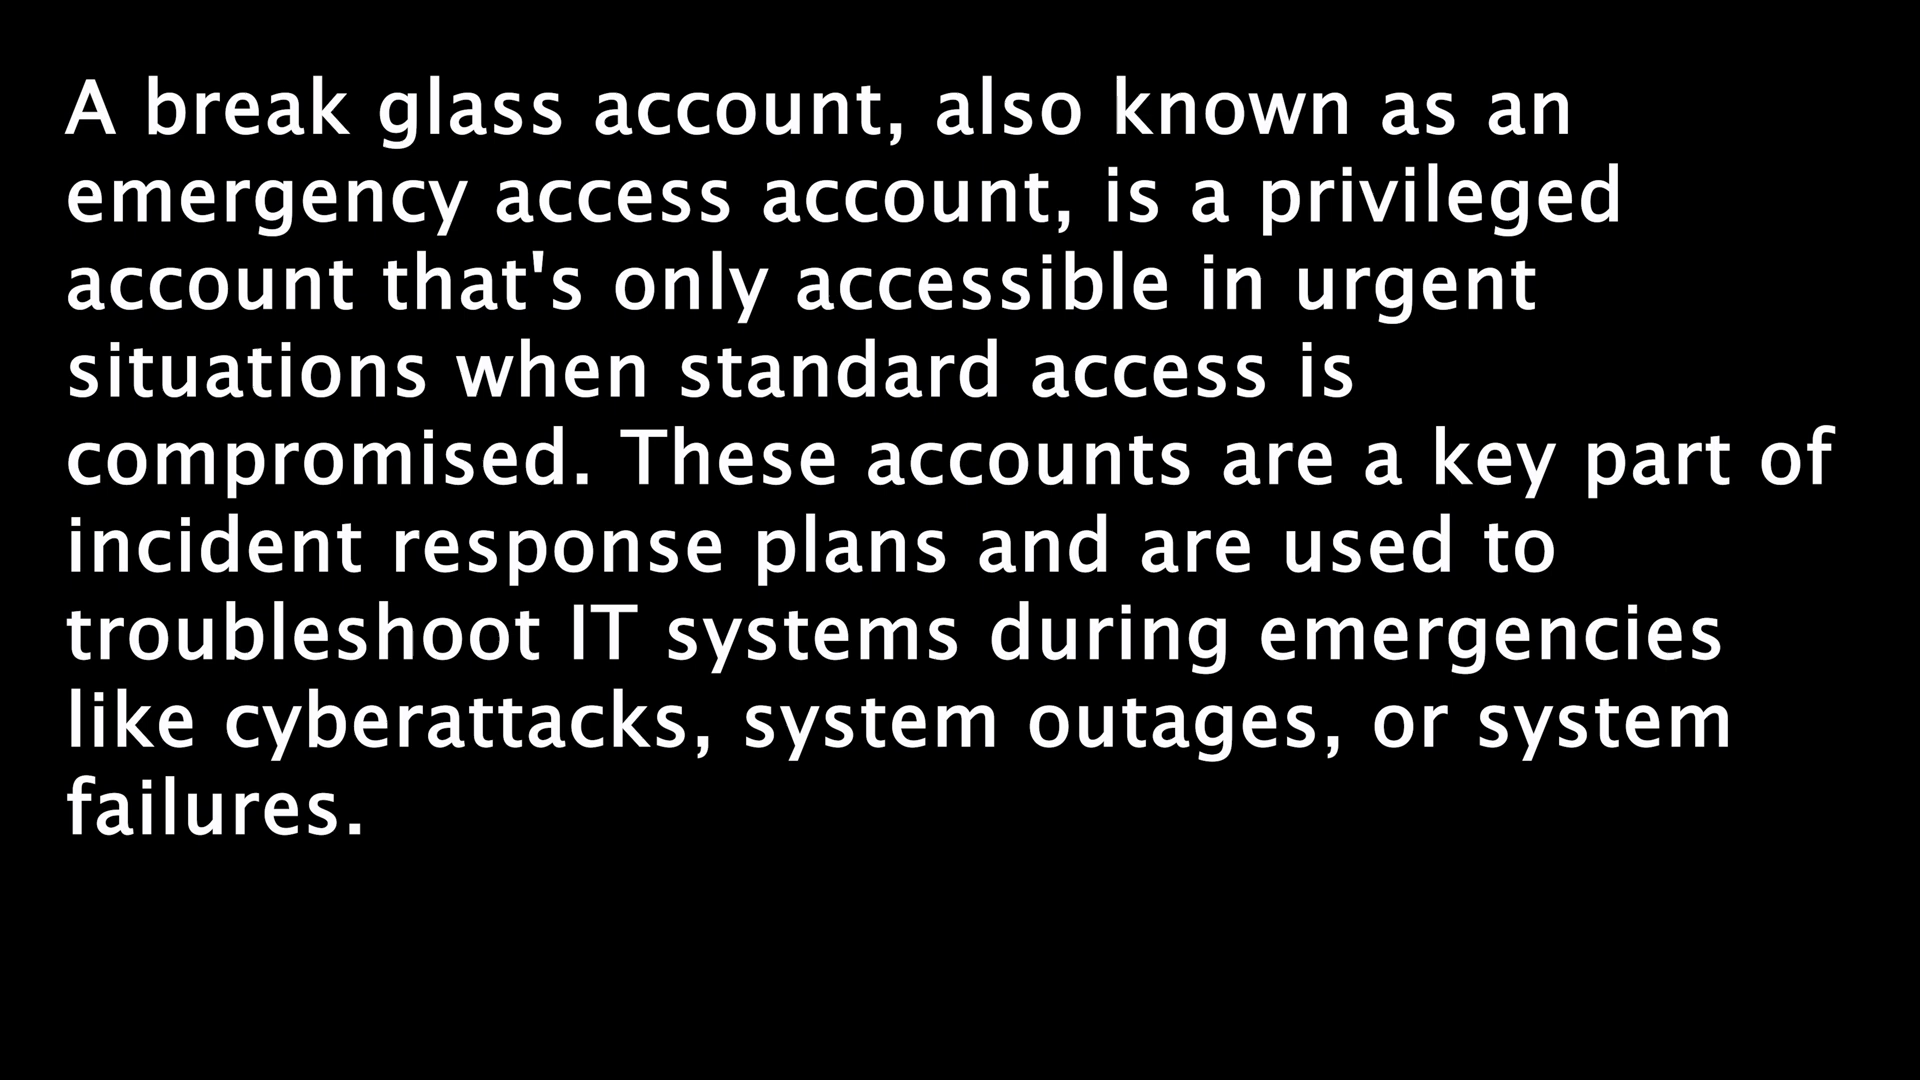 A break glass account, also known as an
emergency access account, is a privileged
account that's only accessible in urgent
situations when standard access is
compromised. These accounts are a key part of
incident response plans and are used to
troubleshoot IT systems during emergencies
like cyberattacks, system outages, or system
failures.